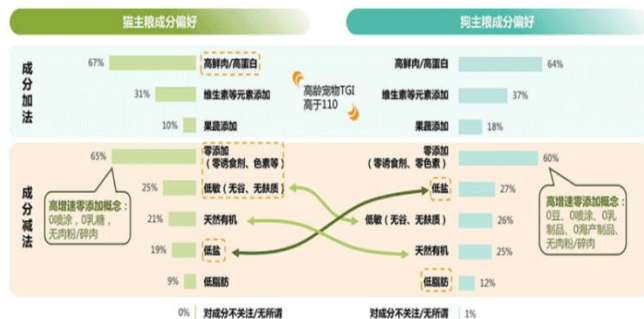 猫主粮成分偏好
狗主粮成分偏好
成分加法
67%
高鲜肉/高蛋白
31%
维生素等元素添加
10%
果蔬添加
高龄宠物TGI
高于110
高鲜肉/高蛋白
64%
维生素等元素添加
37%
果蔬添加
18%
成分减法
65%
零添加
（零诱食剂、色素等）
25%
低敏（无谷、无麸质）
21%
天然有机
19%
低盐
9%
低脂肪
高增速零添加概念：
0喷涂，0乳糖，
无肉粉/碎肉
零添加
（零诱食剂、零色素）
60%
低盐
27%
低敏（无谷、无麸质）
26%
天然有机
25%
低脂肪
12%
高增速零添加概念：
0豆、0喷涂、0乳
制品、0海产制品、
无肉粉/碎肉
0%
对成分不关注/无所谓
对成分不关注/无所谓
1%